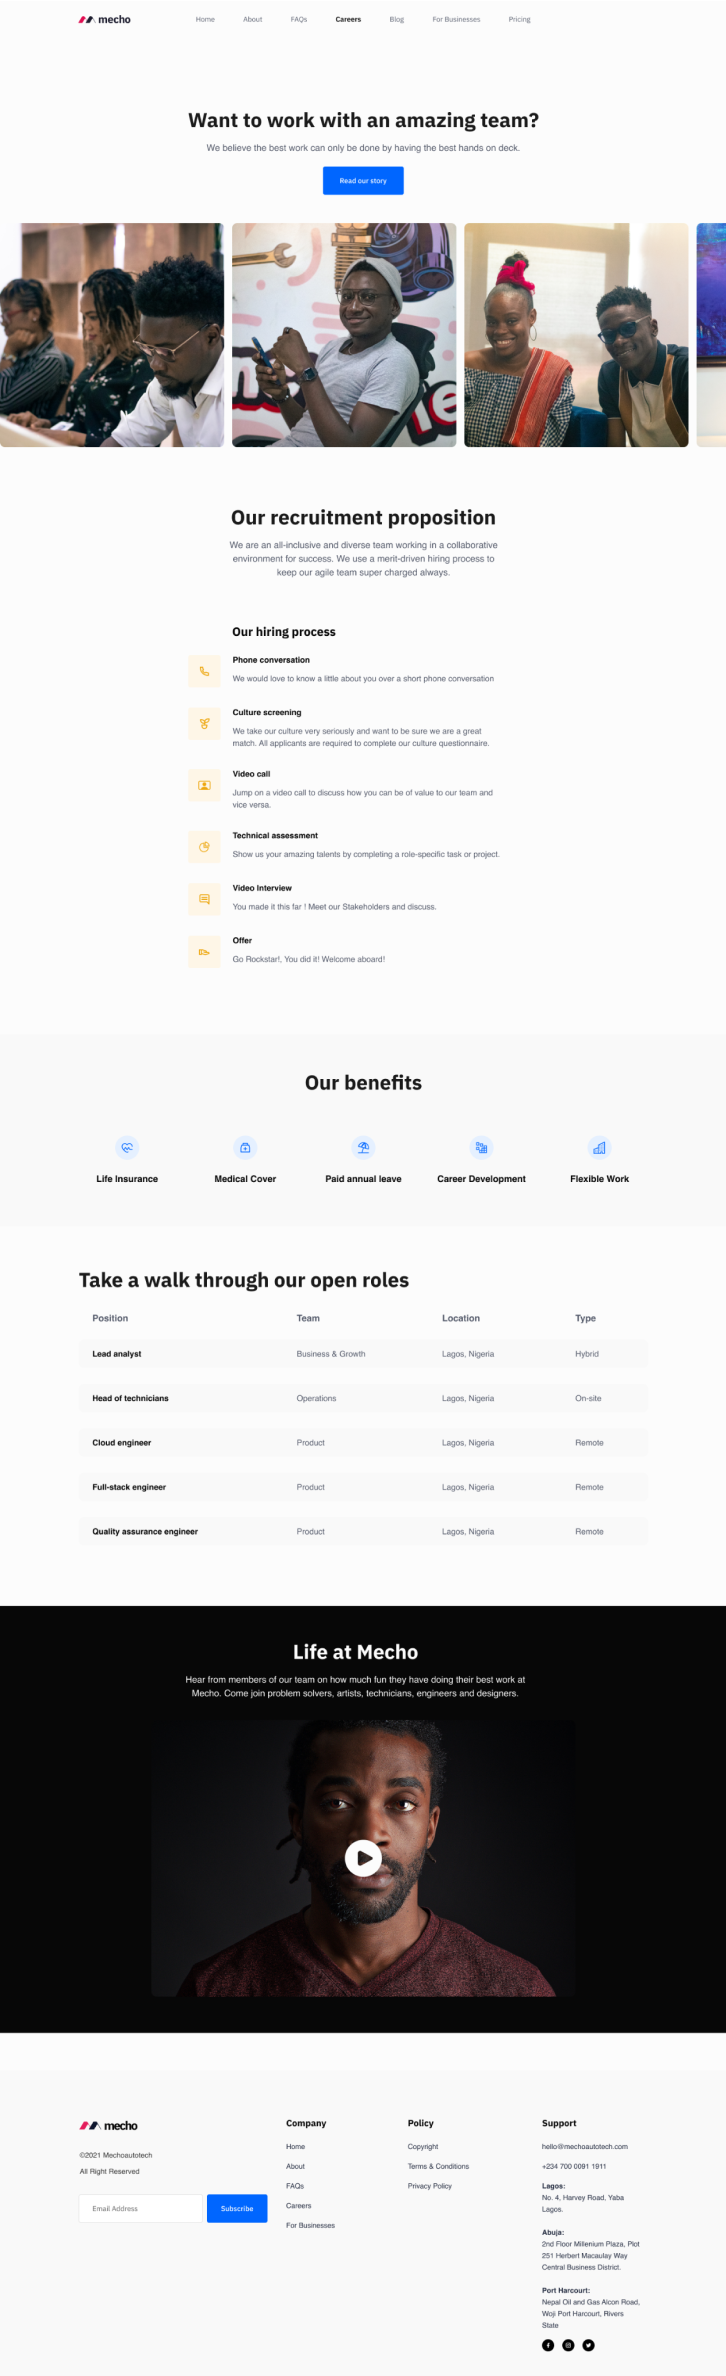 mecho
Home About FAQs Careers Blog For Businesses Pricing
Want to work with an amazing team?
We believe the best work can only be done by having the best hands on deck.
Read our story
Our recruitment proposition
We are an all-inclusive and diverse team working in a collaborative
environment for success. We use a merit-driven hiring process to
keep our agile team super charged always.
Our hiring process
Phone conversation
We would love to know a little about you over a short phone conversation
Culture screening
We take our culture very seriously and want to be sure we are a great
match. All applicants are required to complete our culture questionnaire.
Video call
Jump on a video call to discuss how you can be of value to our team and
vice versa.
Technical assessment
Show us your amazing talents by completing a role-specific task or project.
Video Interview
You made it this far ! Meet our Stakeholders and discuss.
Offer
Go Rockstar!, You did it! Welcome aboard!
Our benefits
Life Insurance
Medical Cover
Paid annual leave
Career Development
Flexible Work
Take a walk through our open roles
Position Team Location Type
Lead analyst Business & Growth Lagos, Nigeria Hybrid
Head of technicians Operations Lagos, Nigeria On-site
Cloud engineer Product Lagos, Nigeria Remote
Full-stack engineer Product Lagos, Nigeria Remote
Quality assurance engineer Product Lagos, Nigeria Remote
Life at Mecho
Hear from members of our team on how much fun they have doing their best work at
Mecho. Come join problem solvers, artists, technicians, engineers and designers.
mecho
©2021 Mechoautotech
All Right Reserved
Email Address
Subscribe
Company
Home
About
FAQs
Careers
For Businesses
Policy
Copyright
Terms & Conditions
Privacy Policy
Support
hello@mechoautotech.com
+234 700 0091 1911
Lagos:
No. 4, Harvey Road, Yaba
Lagos.
Abuja:
2nd Floor Millenium Plaza, Plot
251 Herbert Macaulay Way
Central Business District.
Port Harcourt:
Nepal Oil and Gas Alcon Road,
Woji Port Harcourt, Rivers
State